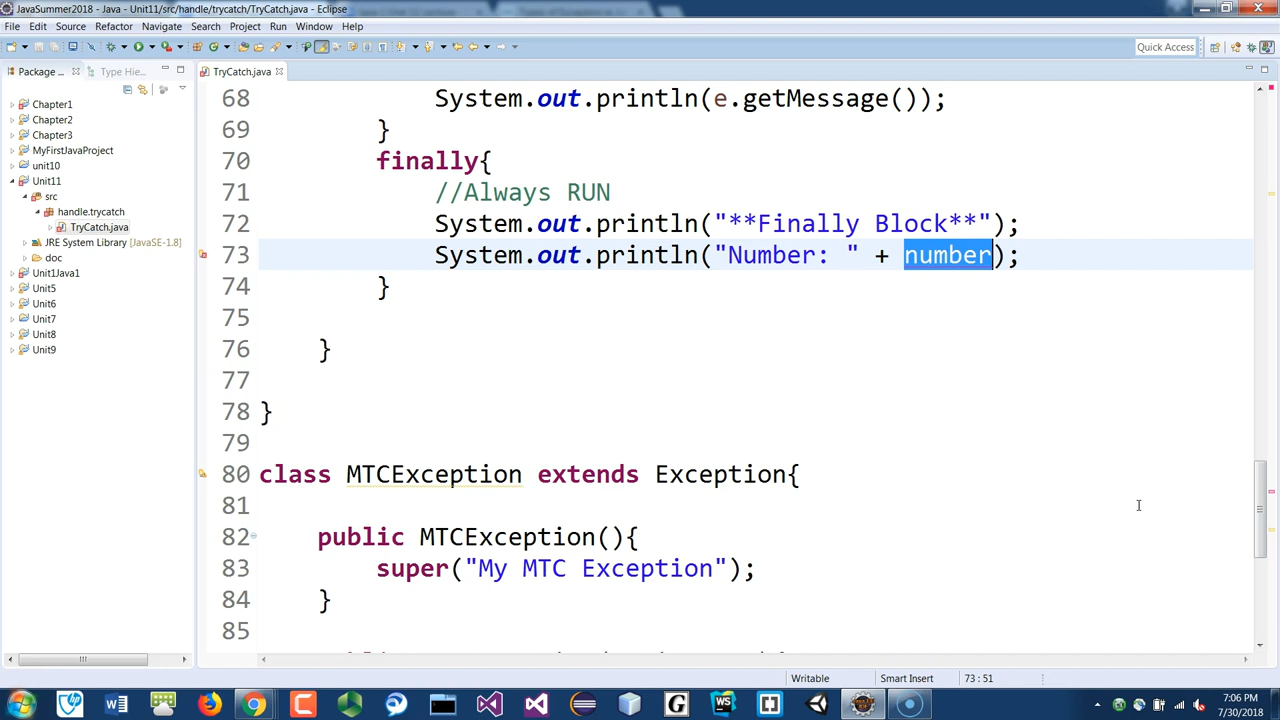 JavaSummer2018 - Java - Unit11/src/handle/trycatch/TryCatch.java - Eclipse
File Edit Source Refactor Navigate Search Project Run Window Help
Quick Access
Package ... Type Hie...
TryCatch.java
Chapter1
Chapter2
Chapter3
MyFirstJavaProject
unit10
Unit11
src
handle.trycatch
TryCatch.java
JRE System Library [JavaSE-1.8]
doc
Unit1Java1
Unit5
Unit6
Unit7
Unit8
Unit9
68 System.out.println(e.getMessage());
69 }
70 finally{
71 //Always RUN
72 System.out.println("**Finally Block**");
73 System.out.println("Number: " + number);
74 }
75
76 }
77
78 }
79
80 class MTCException extends Exception{
81
82 public MTCException(){
83 super("My MTC Exception");
84 }
85
Writable Smart Insert 73 : 51
7:06 PM
7/30/2018